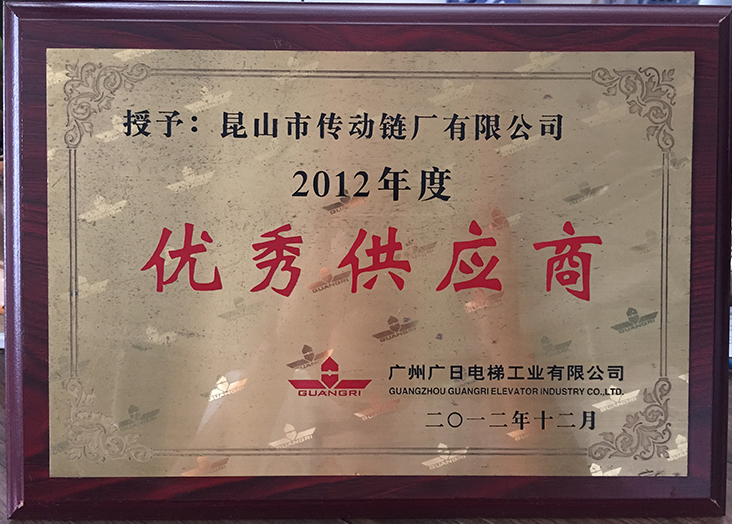 授予：昆山市传动链厂有限公司
2012年度
优秀供应商
GUANGRI
广州广日电梯工业有限公司
GUANGZHOU GUANGRI ELEVATOR INDUSTRY CO.,LTD.
二〇一二年十二月